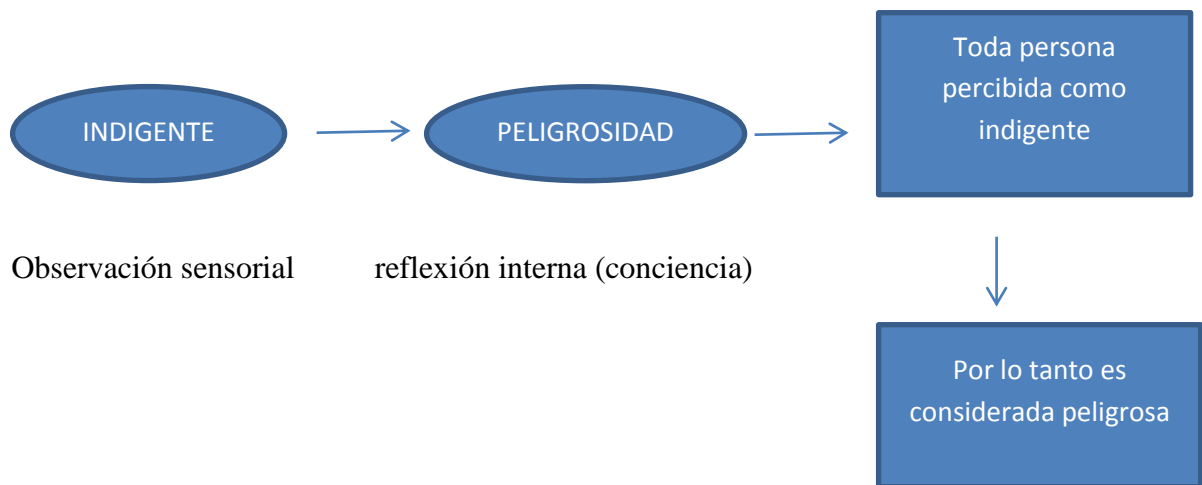 INDIGENTE
PELIGROSIDAD
Toda persona
percibida como
indigente
Observación sensorial
reflexión interna (conciencia)
Por lo tanto es
considerada peligrosa